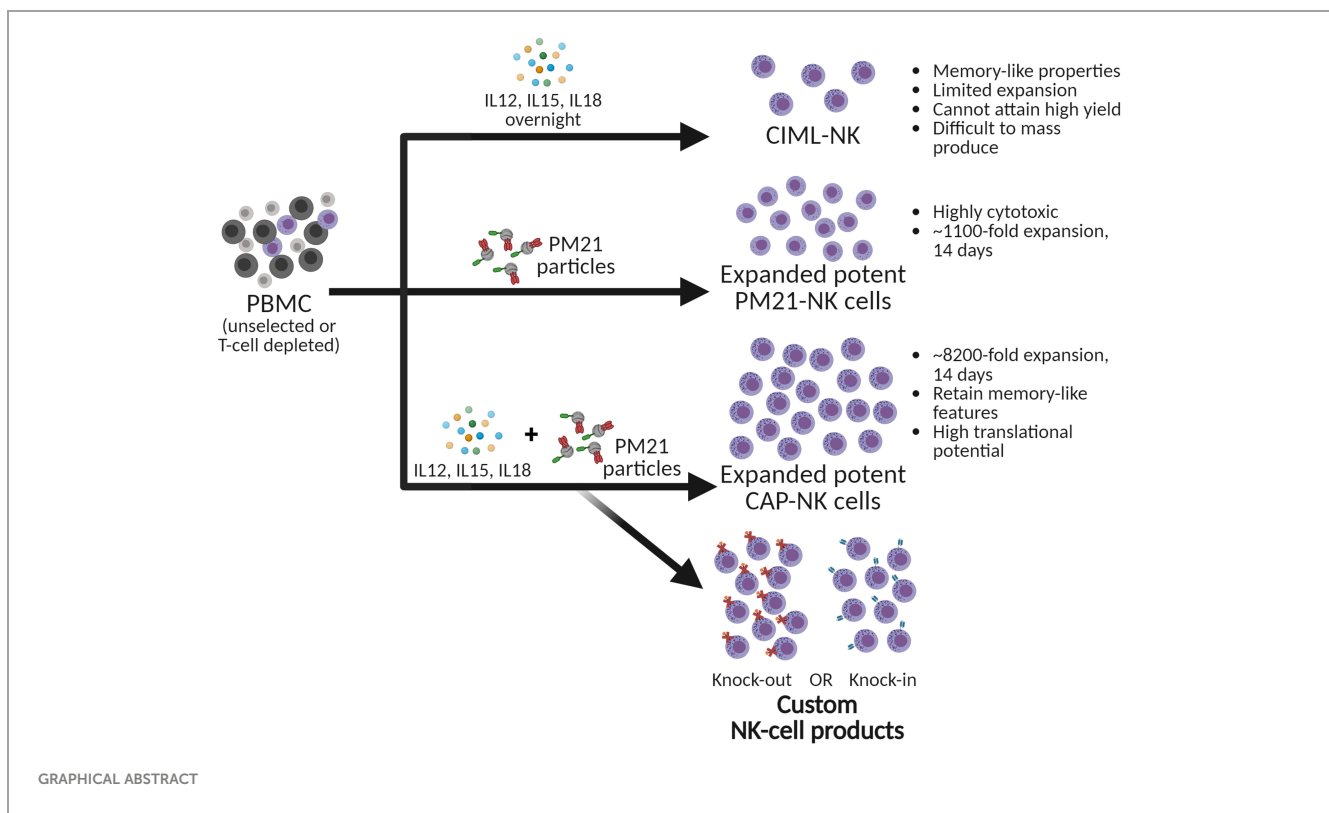 IL12, IL15, IL18
overnight
CIML-NK
• Memory-like properties
• Limited expansion
• Cannot attain high yield
• Difficult to mass
produce
PBMC
(unselected or
T-cell depleted)
PM21
particles
Expanded potent
PM21-NK cells
• Highly cytotoxic
• ~1100-fold expansion,
14 days
IL12, IL15, IL18
+
PM21
particles
Expanded potent
CAP-NK cells
• ~8200-fold expansion,
14 days
• Retain memory-like
features
• High translational
potential
Knock-out OR Knock-in
Custom
NK-cell products
GRAPHICAL ABSTRACT